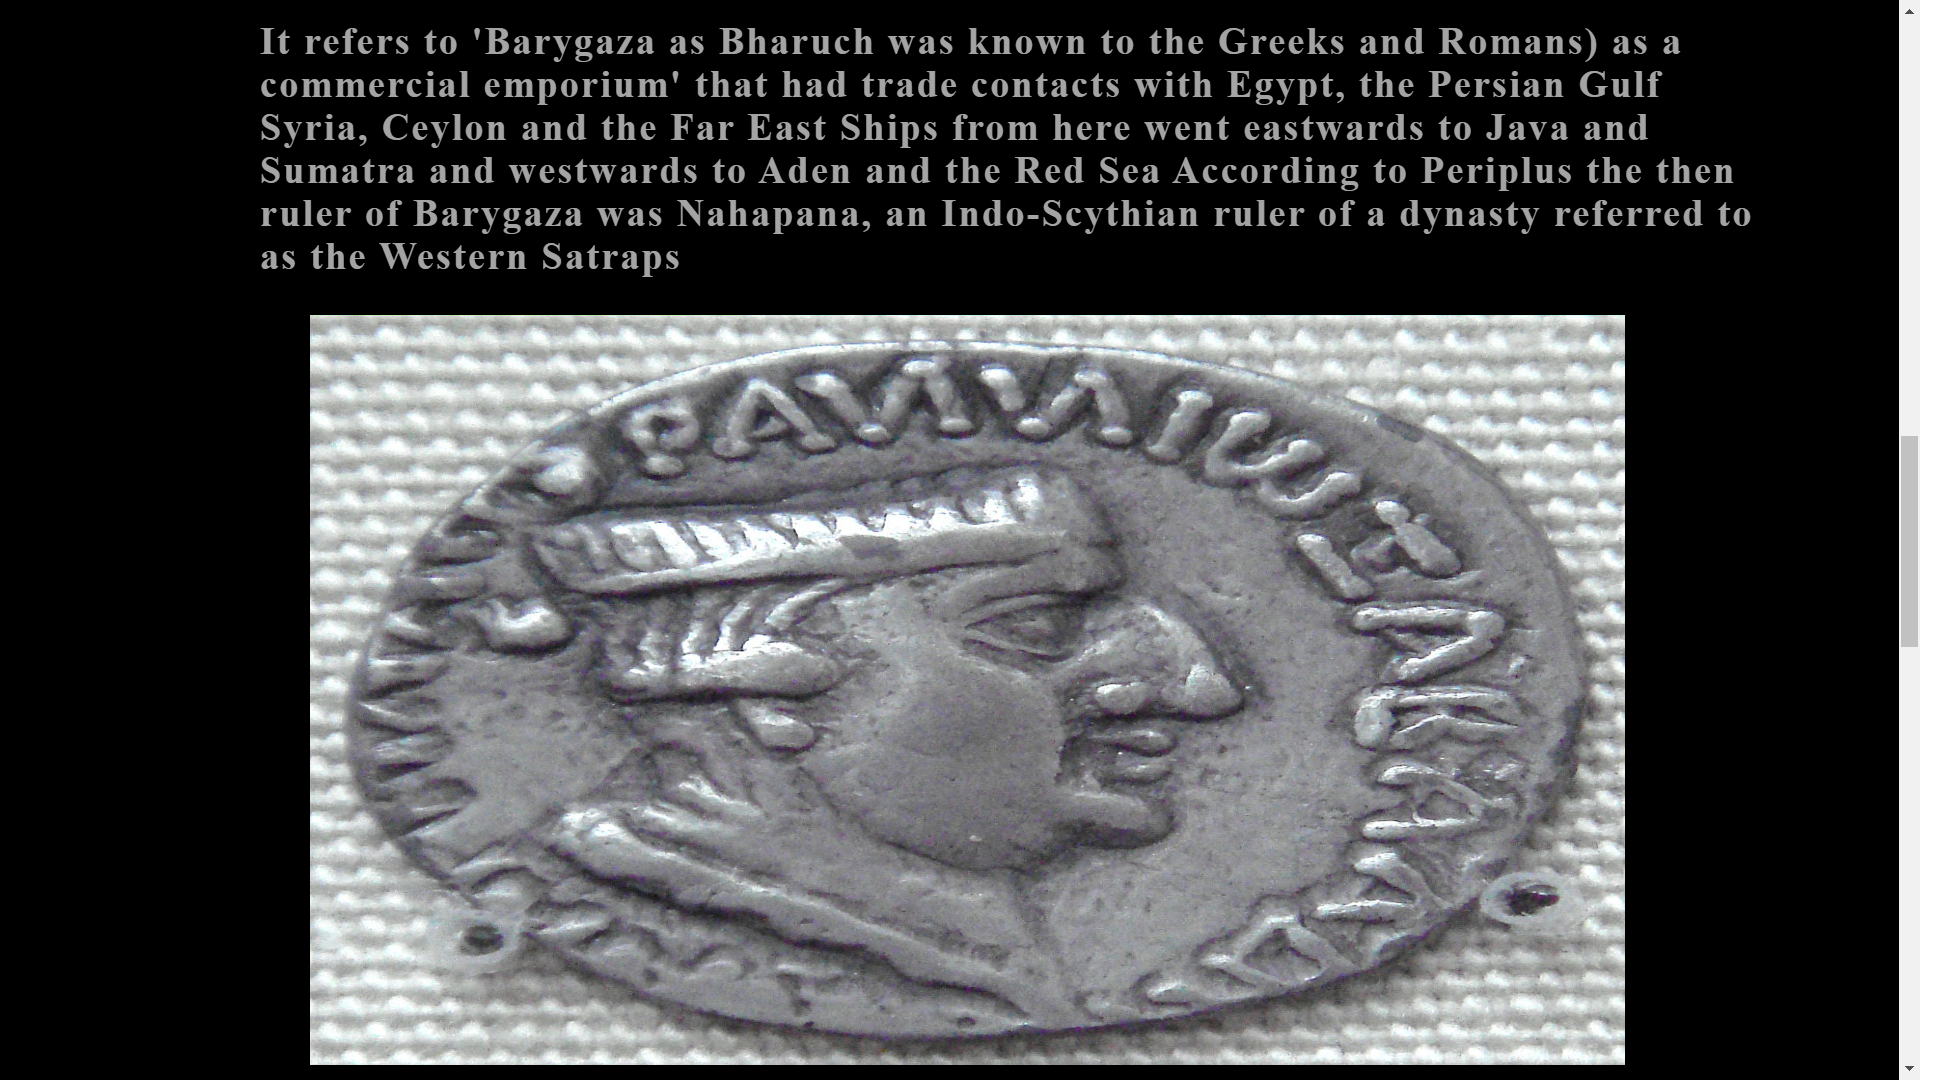 It refers to 'Barygaza as Bharuch was known to the Greeks and Romans) as a
commercial emporium' that had trade contacts with Egypt, the Persian Gulf
Syria, Ceylon and the Far East Ships from here went eastwards to Java and
Sumatra and westwards to Aden and the Red Sea According to Periplus the then
ruler of Barygaza was Nahapana, an Indo-Scythian ruler of a dynasty referred to
as the Western Satraps